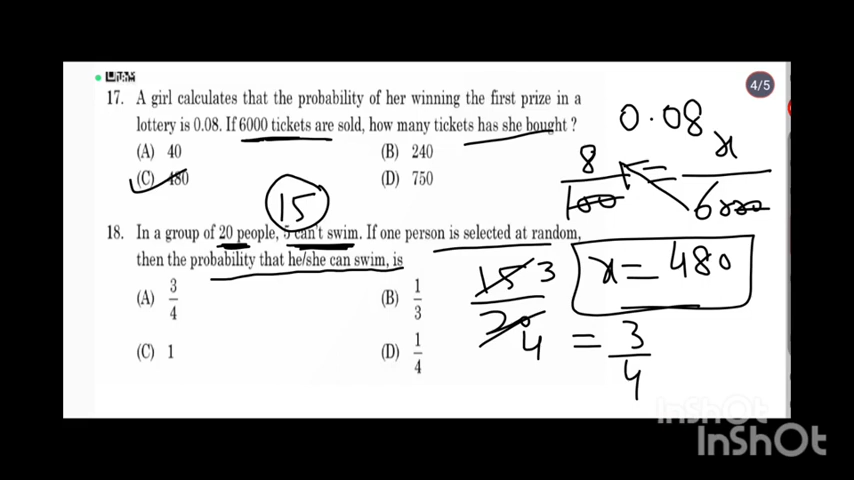 4/5
17. A girl calculates that the probability of her winning the first prize in a
lottery is 0.08. If 6000 tickets are sold, how many tickets has she bought ?
(A) 40 (B) 240
(C) 480 (D) 750
0.08
8/100 = x/6000
x = 480
15
18. In a group of 20 people, 5 can't swim. If one person is selected at random,
then the probability that he/she can swim, is
(A) 3/4 (B) 1/3
(C) 1 (D) 1/4
15 3
20 4 = 3/4
InShOt
InShOt